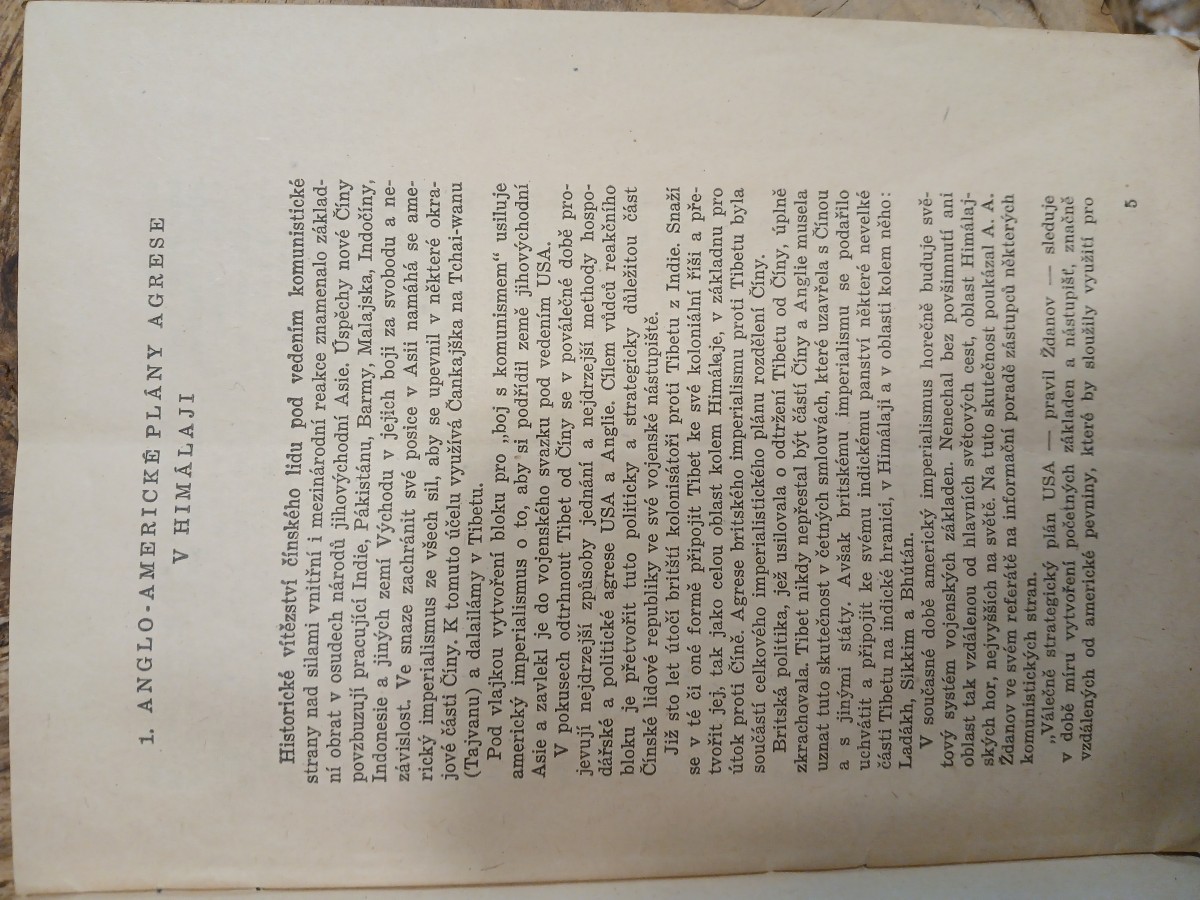 1. ANGLO-AMERICKÉ PLÁNY AGRESE
V HIMÁLAJI
Historické vítězství čínského lidu pod vedením komunistické
strany nad silami vnitřní i mezinárodní reakce znamenalo základ-
ní obrat v osudech národů jihovýchodní Asie. Úspěchy nové Číny
povzbuzují pracující Indie, Pákistánu, Barmy, Malajska, Indočíny,
Indonesie a jiných zemí Východu v jejich boji za svobodu a ne-
závislost. Ve snaze zachránit své posice v Asii namáhá se ame-
rický imperialismus ze všech sil, aby se upevnil v některé okra-
jové části Číny. K tomuto účelu využívá Čankajška na Tchai-wanu
(Tajvanu) a dalailámy v Tibetu.
Pod vlajkou vytvoření bloku pro „boj s komunismem" usiluje
americký imperialismus o to, aby si podřídil země jihovýchodní
Asie a zavlekl je do vojenského svazku pod vedením USA.
V pokusech odtrhnout Tibet od Číny se v poválečné době pro-
jevují nejdrzejší způsoby jednání a nejdrzejší methody hospo-
dářské a politické agrese USA a Anglie. Cílem vůdců reakčního
bloku je přetvořit tuto politicky a strategicky důležitou část
Čínské lidové republiky ve své vojenské nástupiště.
Již sto let útočí britští kolonisátoři proti Tibetu z Indie. Snaží
se v té či oné formě připojit Tibet ke své koloniální říši a pře-
tvořit jej, tak jako celou oblast kolem Himálaje, v základnu pro
útok proti Číně. Agrese britského imperialismu proti Tibetu byla
součástí celkového imperialistického plánu rozdělení Číny.
Britská politika, jež usilovala o odtržení Tibetu od Číny, úplně
zkrachovala. Tibet nikdy nepřestal být částí Číny a Anglie musela
uznat tuto skutečnost v četných smlouvách, které uzavřela s Čínou
a s jinými státy. Avšak britskému imperialismu se podařilo
uchvátit a připojit ke svému indickému panství některé nevelké
části Tibetu na indické hranici, v Himálaji a v oblasti kolem něho:
Ladákh, Sikkim a Bhútán.
V současné době americký imperialismus horečně buduje svě-
tový systém vojenských základen. Nenechal bez povšimnutí ani
oblast tak vzdálenou od hlavních světových cest, oblast Himálaj-
ských hor, nejvyšších na světě. Na tuto skutečnost poukázal A. A.
Ždanov ve svém referátě na informační poradě zástupců některých
komunistických stran.
„Válečně strategický plán USA — pravil Ždanov — sleduje
v době míru vytvoření početných základen a nástupišť, značně
vzdálených od americké pevniny, které by sloužily využití pro
5